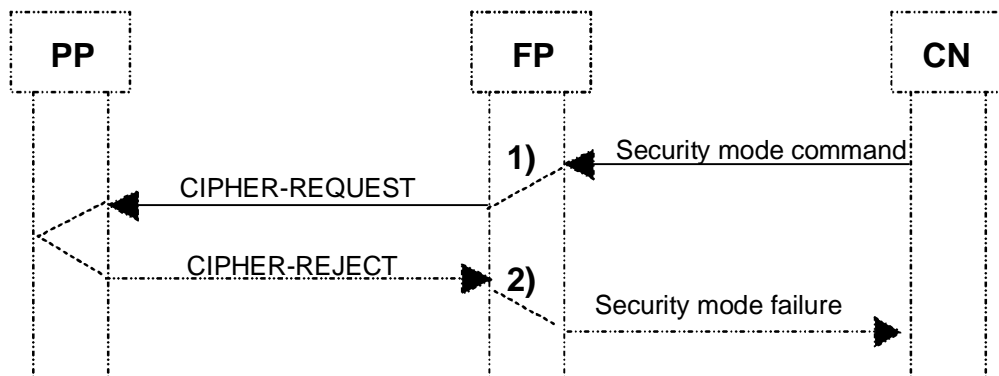 PP
FP
CN
1)
Security mode command
CIPHER-REQUEST
CIPHER-REJECT
2)
Security mode failure